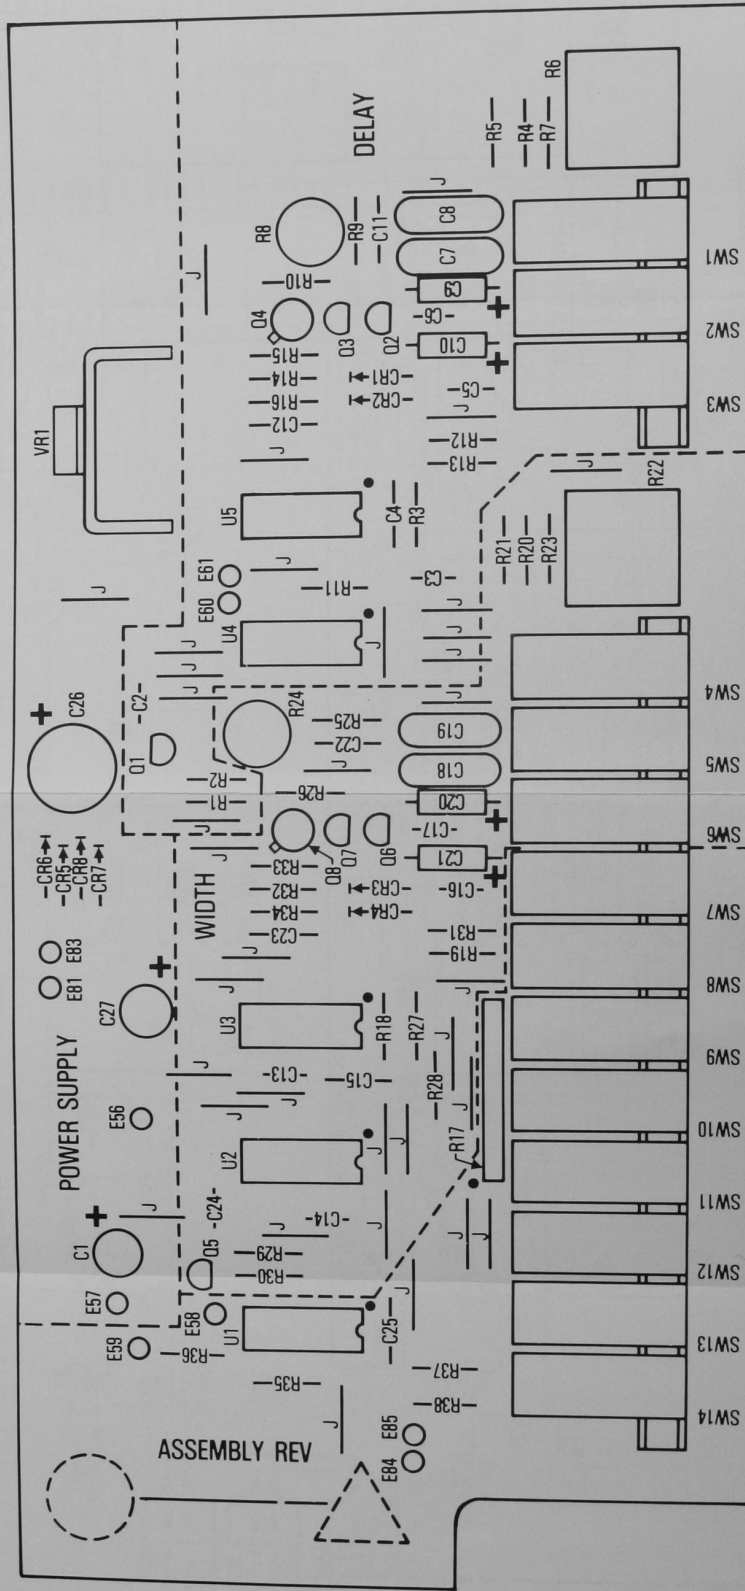 R6
DELAY
R5
R4
R7
J
R8
R9
C11
C8
C7
SW1
J
R10
C9
Q4
Q3
Q2
C6
C10
SW2
R15
R14
R16
C12
CR1
CR2
C5
SW3
VR1
R12
R13
J
J
R22
U5
C4
R3
R21
R20
R23
E61
E60
J
R11
C3
J
U4
J
J
J
J
SW4
J
J
J
C26
C2
R24
R25
C22
C19
J
Q1
SW5
R2
R1
R26
J
C18
C20
C17
J
SW6
CR6
CR5
CR8
CR7
J
Q8
Q7
Q6
C21
R33
R32
R34
C23
CR3
CR4
C16
SW7
WIDTH
E83
E81
R31
R19
J
J
J
SW8
C27
U3
R18
R27
J
SW9
POWER SUPPLY
J
C13
C15
J
J
R28
J
E56
U2
J
J
R17
SW10
SW11
C1
J
C24
C14
J
J
J
J
Q5
R29
R30
SW12
E57
E58
E59
U1
C25
J
SW13
R36
R35
R37
R38
J
SW14
ASSEMBLY REV
E85
E84